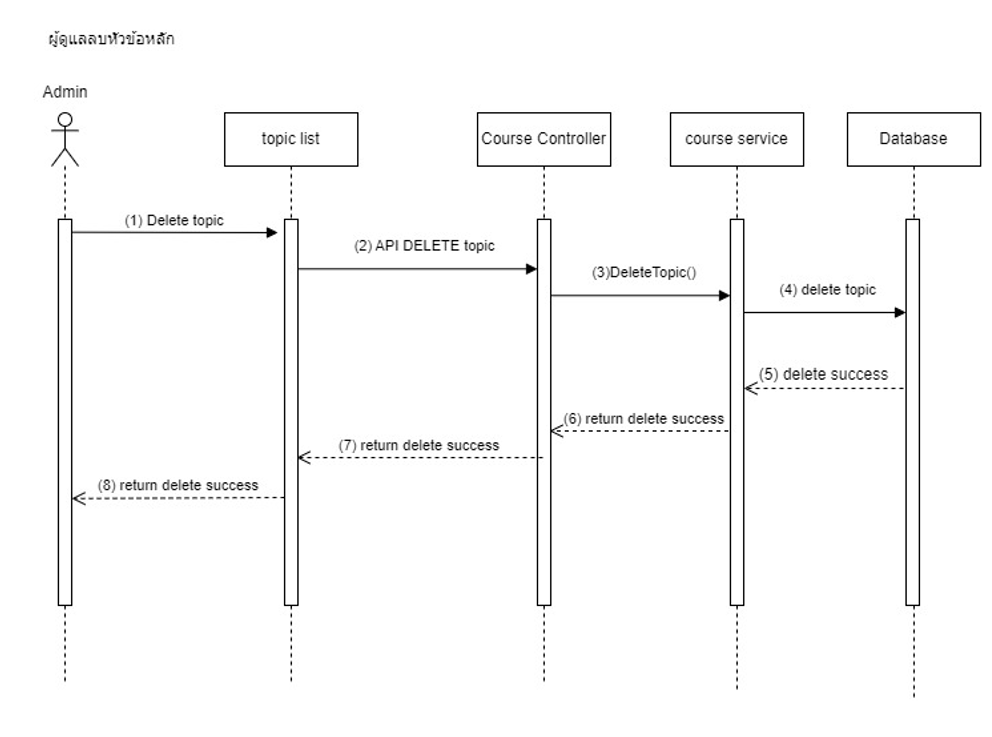 ผู้ดูแลลบหัวข้อหลัก
Admin
topic list
Course Controller
course service
Database
(1) Delete topic
(2) API DELETE topic
(3)DeleteTopic()
(4) delete topic
(5) delete success
(6) return delete success
(7) return delete success
(8) return delete success